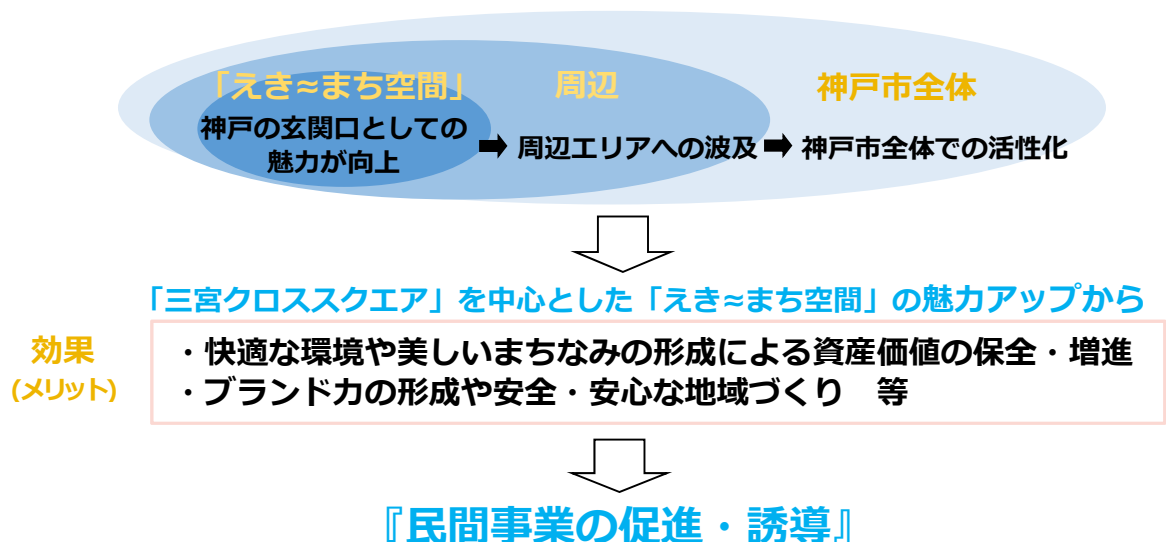 「えき≈まち空間」
周辺
神戸市全体
神戸の玄関口としての
魅力が向上
➡ 周辺エリアへの波及 ➡ 神戸市全体での活性化
「三宮クロススクエア」を中心とした「えき≈まち空間」の魅力アップから
効果
(メリット)
・快適な環境や美しいまちなみの形成による資産価値の保全・増進
・ブランド力の形成や安全・安心な地域づくり　等
『民間事業の促進・誘導』